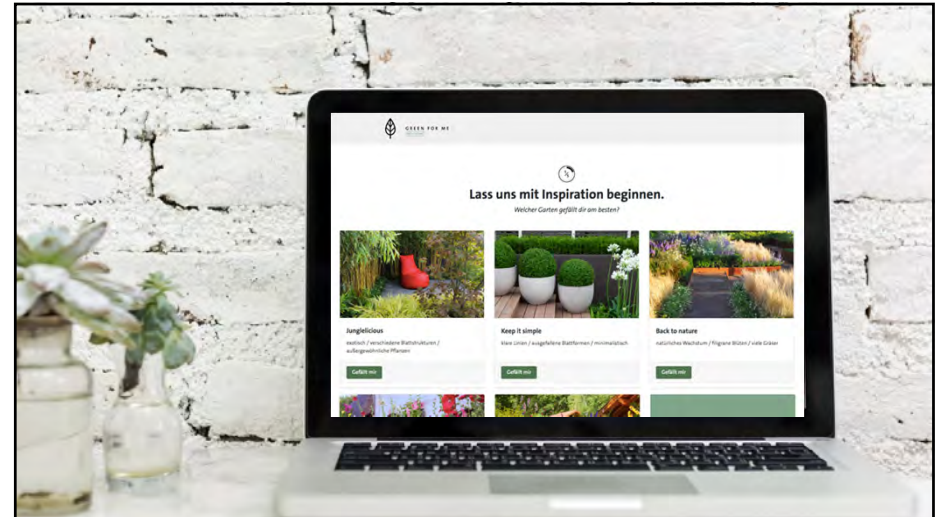 GREEN FOR ME
Lass uns mit Inspiration beginnen.
Welcher Garten gefällt dir am besten?
Junglelicious
exotisch / verschiedene Blattstrukturen /
außergewöhnliche Pflanzen
Gefällt mir
Keep it simple
klare Linien / ausgefallene Blattformen / minimalistisch
Gefällt mir
Back to nature
natürliches Wachstum / filigrane Blüten / viele Gräser
Gefällt mir